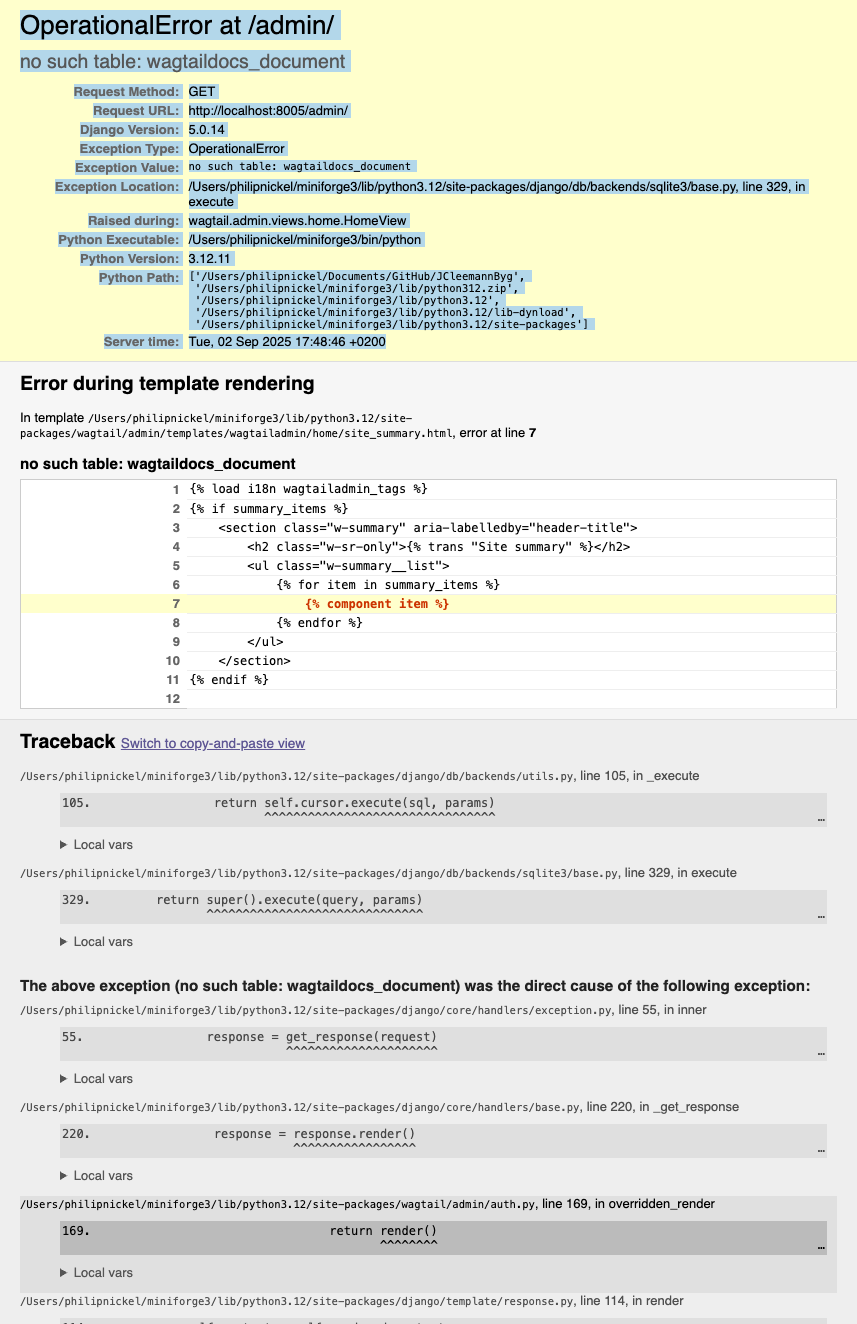 OperationalError at /admin/
no such table: wagtaildocs_document
Request Method: GET
Request URL: http://localhost:8005/admin/
Django Version: 5.0.14
Exception Type: OperationalError
Exception Value: no such table: wagtaildocs_document
Exception Location: /Users/philipnickel/miniforge3/lib/python3.12/site-packages/django/db/backends/sqlite3/base.py, line 329, in
execute
Raised during: wagtail.admin.views.home.HomeView
Python Executable: /Users/philipnickel/miniforge3/bin/python
Python Version: 3.12.11
Python Path: ['/Users/philipnickel/Documents/GitHub/JCleemannByg',
'/Users/philipnickel/miniforge3/lib/python312.zip',
'/Users/philipnickel/miniforge3/lib/python3.12',
'/Users/philipnickel/miniforge3/lib/python3.12/lib-dynload',
'/Users/philipnickel/miniforge3/lib/python3.12/site-packages']
Server time: Tue, 02 Sep 2025 17:48:46 +0200
Error during template rendering
In template /Users/philipnickel/miniforge3/lib/python3.12/site-
packages/wagtail/admin/templates/wagtailadmin/home/site_summary.html, error at line 7
no such table: wagtaildocs_document
1 {% load i18n wagtailadmin_tags %}
2 {% if summary_items %}
3 <section class="w-summary" aria-labelledby="header-title">
4 <h2 class="w-sr-only">{% trans "Site summary" %}</h2>
5 <ul class="w-summary__list">
6 {% for item in summary_items %}
7 {% component item %}
8 {% endfor %}
9 </ul>
10 </section>
11 {% endif %}
12
Traceback Switch to copy-and-paste view
/Users/philipnickel/miniforge3/lib/python3.12/site-packages/django/db/backends/utils.py, line 105, in _execute
105. return self.cursor.execute(sql, params)
^^^^^^^^^^^^^^^^^^^^^^^^^^^^^^^^ …
▶ Local vars
/Users/philipnickel/miniforge3/lib/python3.12/site-packages/django/db/backends/sqlite3/base.py, line 329, in execute
329. return super().execute(query, params)
^^^^^^^^^^^^^^^^^^^^^^^^^^^^^^ …
▶ Local vars
The above exception (no such table: wagtaildocs_document) was the direct cause of the following exception:
/Users/philipnickel/miniforge3/lib/python3.12/site-packages/django/core/handlers/exception.py, line 55, in inner
55. response = get_response(request)
^^^^^^^^^^^^^^^^^^^^^ …
▶ Local vars
/Users/philipnickel/miniforge3/lib/python3.12/site-packages/django/core/handlers/base.py, line 220, in _get_response
220. response = response.render()
^^^^^^^^^^^^^^^^^ …
▶ Local vars
/Users/philipnickel/miniforge3/lib/python3.12/site-packages/wagtail/admin/auth.py, line 169, in overridden_render
169. return render()
^^^^^^^^ …
▶ Local vars
/Users/philipnickel/miniforge3/lib/python3.12/site-packages/django/template/response.py, line 114, in render